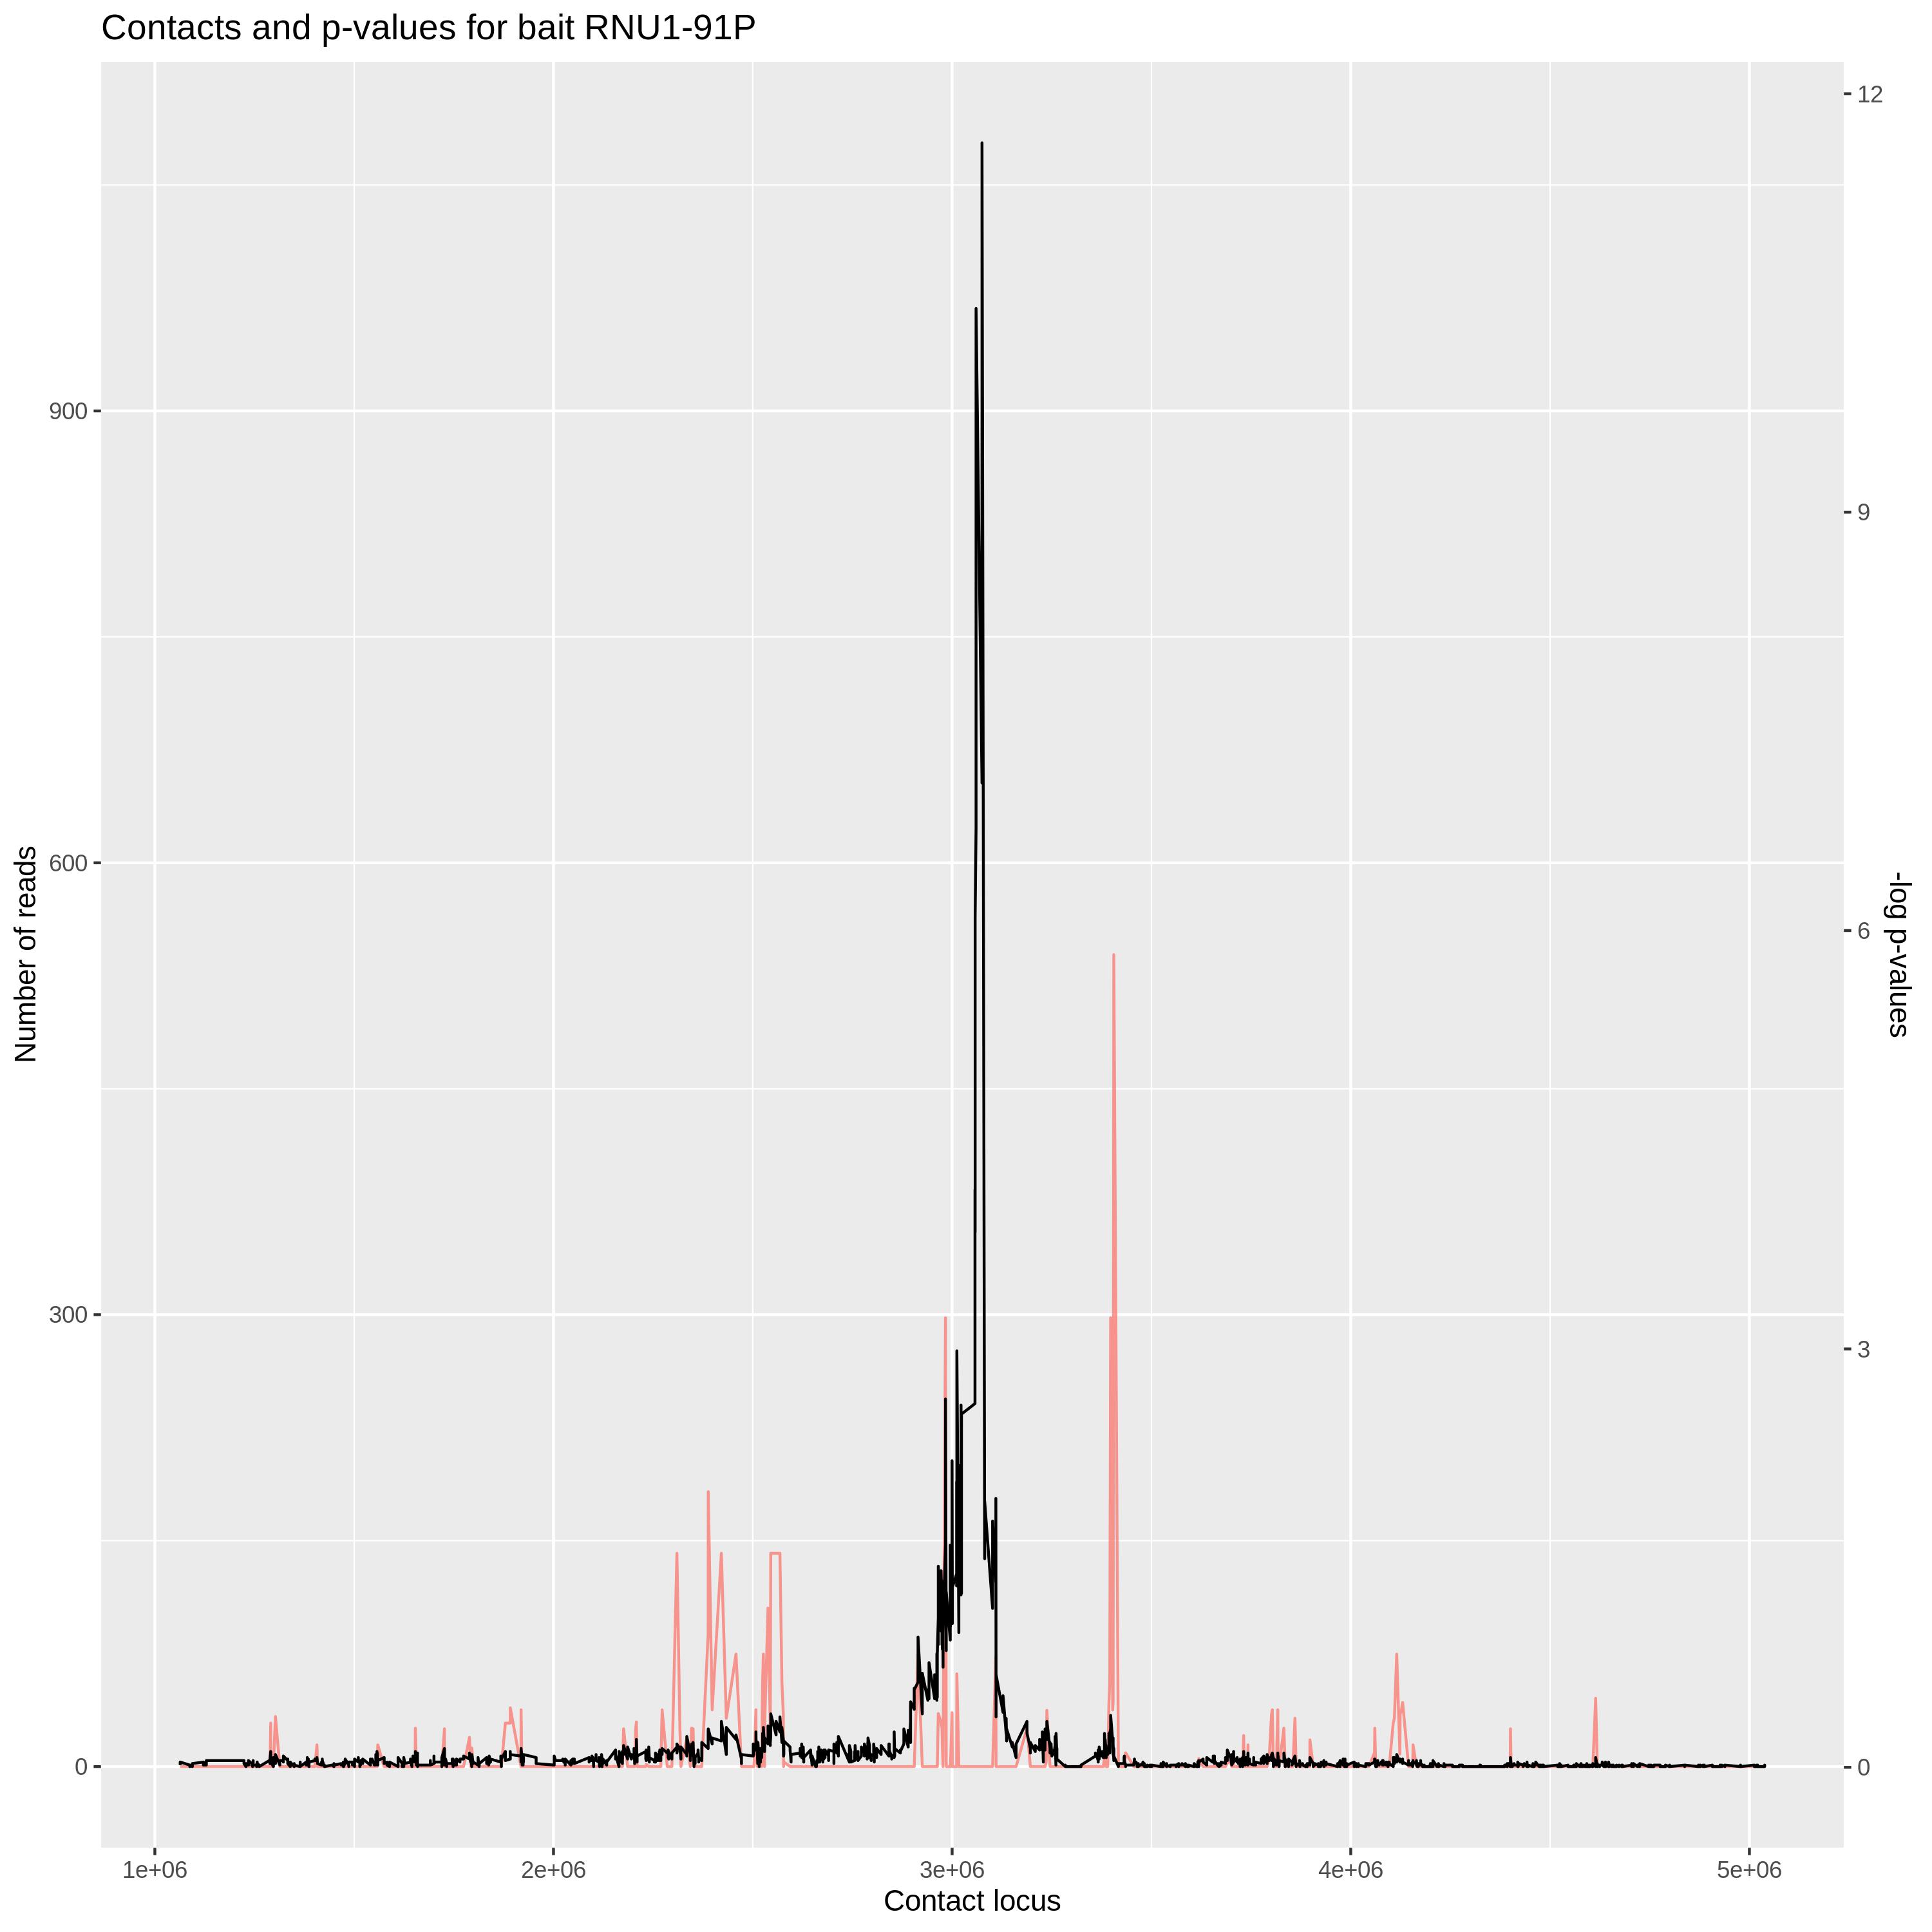 Contacts and p-values for bait RNU1-91P
12
900
9
Number of reads
600
6
-log p-values
300
3
0
0
1e+06
2e+06
3e+06
4e+06
5e+06
Contact locus